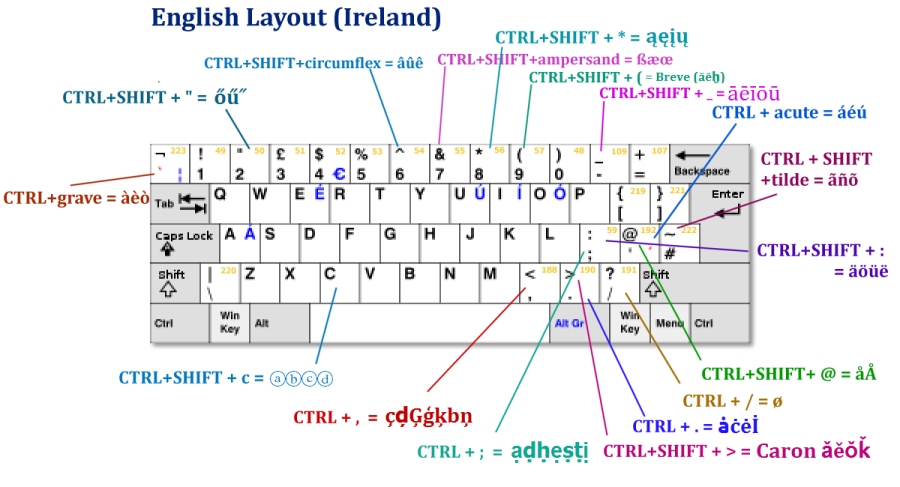 English Layout (Ireland)
CTRL+SHIFT + * = ąęįų
CTRL+SHIFT+circumflex = âûê
CTRL+SHIFT+ampersand = ßæœ
CTRL+SHIFT + ( = Breve (ăĕḫ)
CTRL+SHIFT + _ = āēīōū
CTRL+SHIFT + " = őű˝
CTRL + acute = áéú
CTRL + SHIFT
+tilde = ãñõ
CTRL+grave = àèò
CTRL+SHIFT + :
= äöüë
¬ 223 ! 49 " 50 £ 51 $ 52 % 53 ^ 54 & 55 * 56 ( 57 ) 48 _ 109 + 107
` ¦ 1 2 3 4 € 5 6 7 8 9 0 - = Backspace
Tab Q W E É R T Y U Ú I Í O Ó P { 219 } 221 Enter
[ ]
Caps Lock A Á S D F G H J K L : 59 @ 192 ~ 222
; ' #
Shift | 220 Z X C V B N M < 188 > 190 ? 191 Shift
\ , . /
Ctrl Win Key Alt Alt Gr Win Key Menu Ctrl
CTRL+SHIFT + c = ⓐⓑⓒⓓ
CTRL+SHIFT+ @ = åÅ
CTRL + / = ø
CTRL + , = çḑĢģķbņ
CTRL + . = ȧċėİ
CTRL + ; = ạḍḥẹṣṭị
CTRL+SHIFT + > = Caron ǎěǒǩ